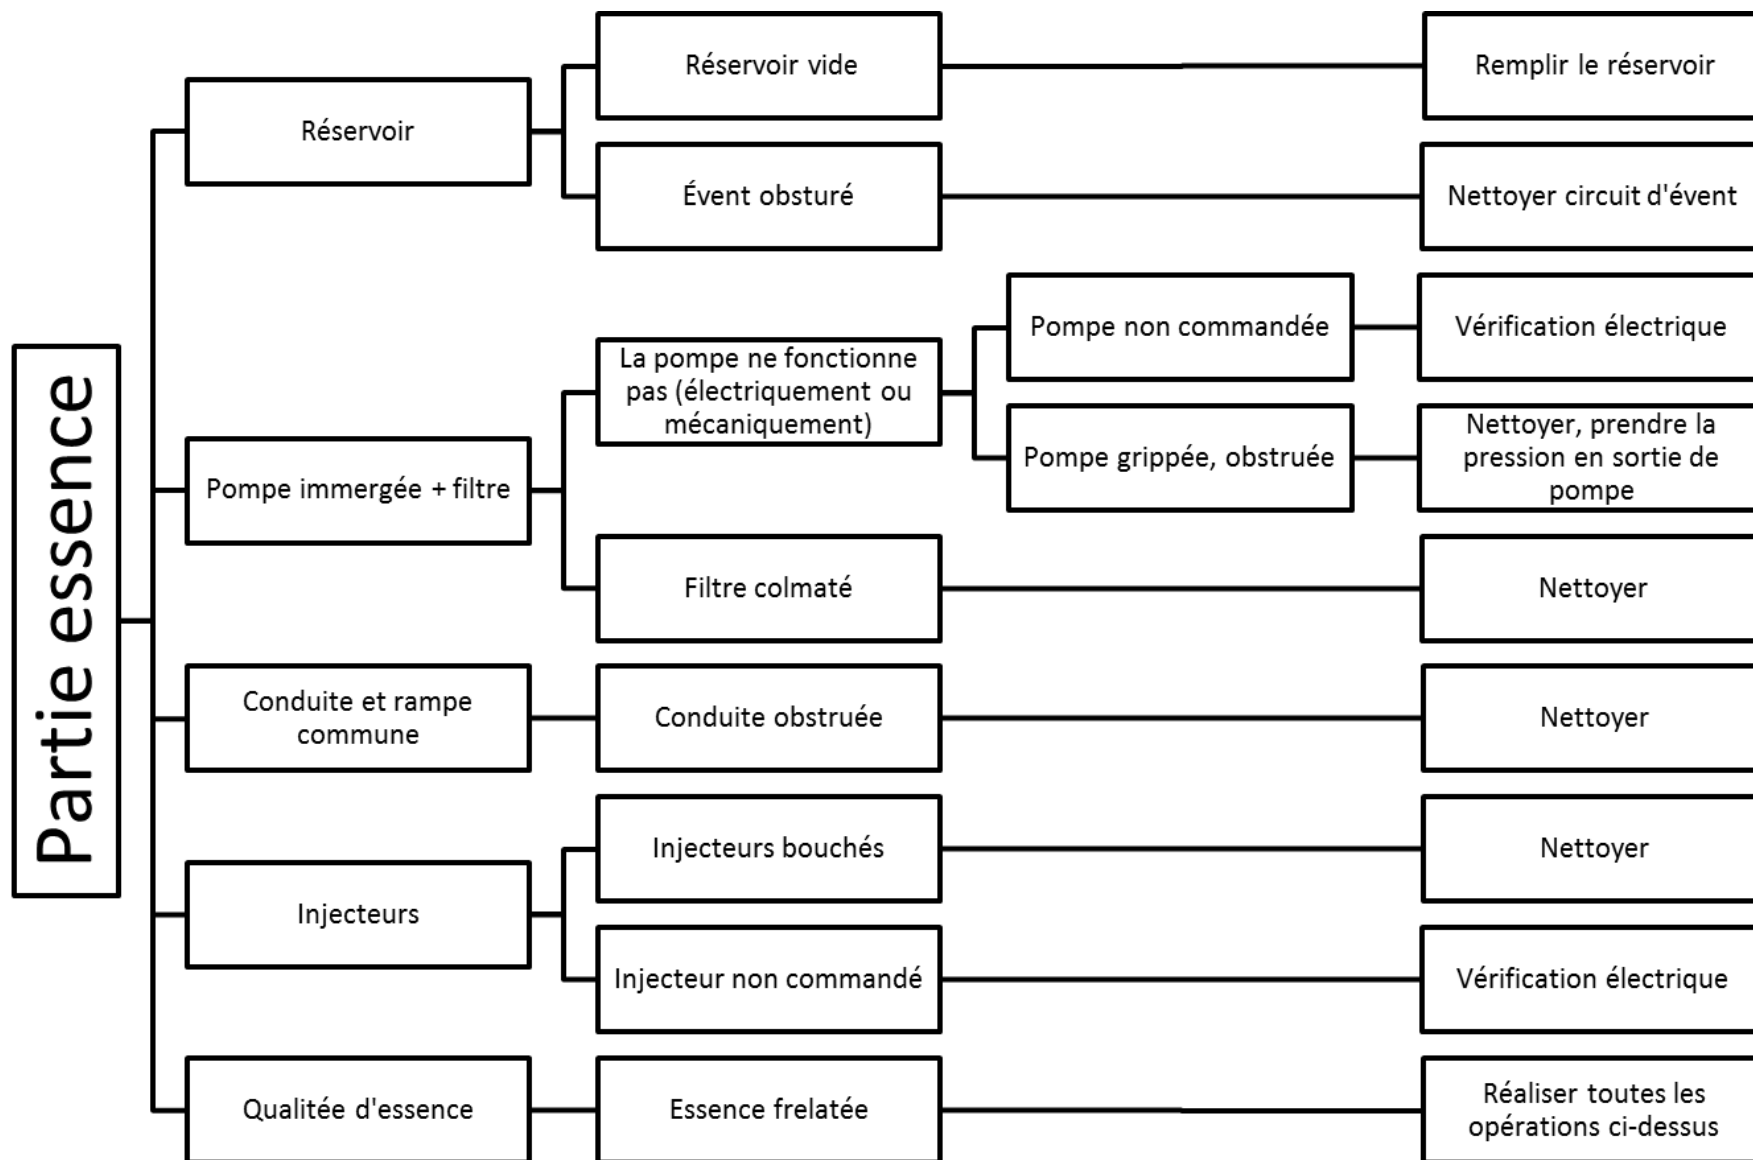 Partie essence
Réservoir
Réservoir vide
Remplir le réservoir
Évent obsturé
Nettoyer circuit d'évent
Pompe immergée + filtre
La pompe ne fonctionne
pas (électriquement ou
mécaniquement)
Pompe non commandée
Vérification électrique
Pompe grippée, obstruée
Nettoyer, prendre la
pression en sortie de
pompe
Filtre colmaté
Nettoyer
Conduite et rampe
commune
Conduite obstruée
Nettoyer
Injecteurs
Injecteurs bouchés
Nettoyer
Injecteur non commandé
Vérification électrique
Qualitée d'essence
Essence frelatée
Réaliser toutes les
opérations ci-dessus